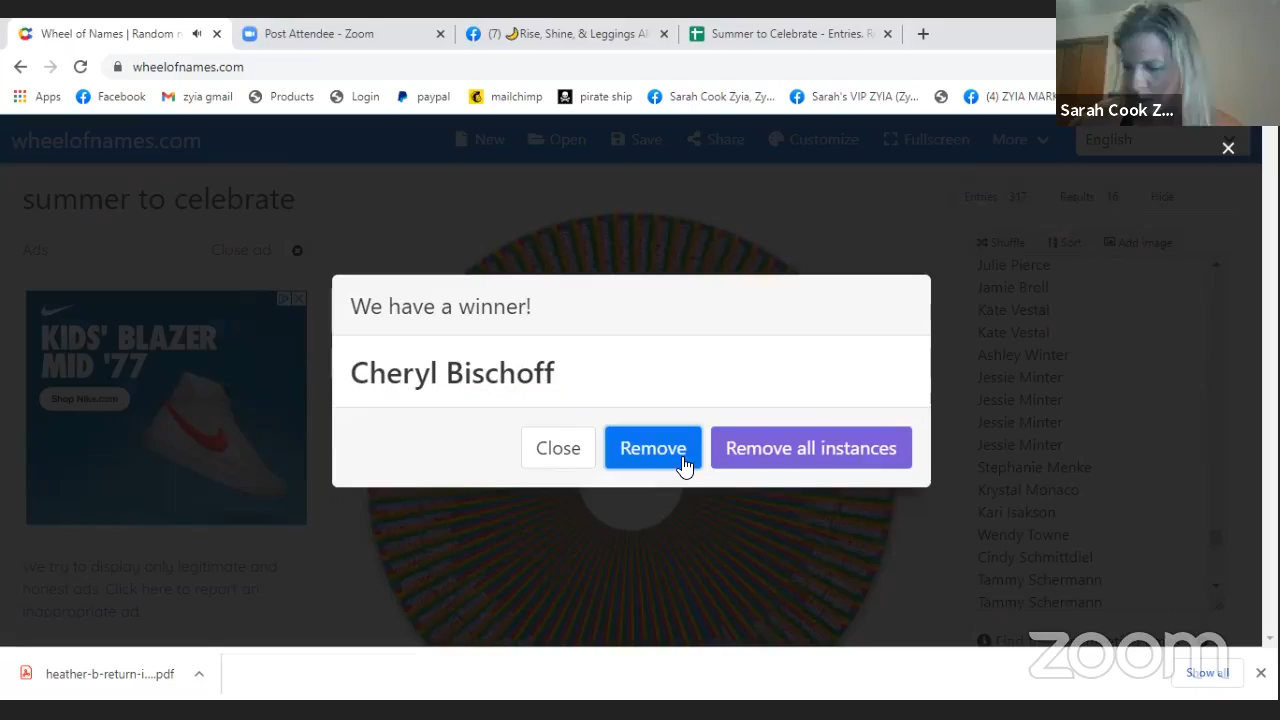 Wheel of Names | Random n
Post Attendee - Zoom
(7) 🌙Rise, Shine, & Leggings Al
Summer to Celebrate - Entries. R
wheelofnames.com
Apps
Facebook
zyia gmail
Products
Login
paypal
mailchimp
pirate ship
Sarah Cook Zyia, Zy...
Sarah's VIP ZYIA (Zy...
(4) ZYIA MAR
Sarah Cook Z...
wheelofnames.com
New
Open
Save
Share
Customize
Fullscreen
More
English
summer to celebrate
Entries 317
Results 16
Hide
Ads
Close ad
Shuffle
Sort
Add image
KIDS' BLAZER
MID '77
Shop Nike.com
We try to display only legitimate and
honest ads. Click here to report an
inappropriate ad.
We have a winner!
Cheryl Bischoff
Close
Remove
Remove all instances
Julie Pierce
Jamie Broll
Kate Vestal
Kate Vestal
Ashley Winter
Jessie Minter
Jessie Minter
Jessie Minter
Jessie Minter
Stephanie Menke
Krystal Monaco
Kari Isakson
Wendy Towne
Cindy Schmittdiel
Tammy Schermann
Tammy Schermann
zoom
heather-b-return-i....pdf
Show all